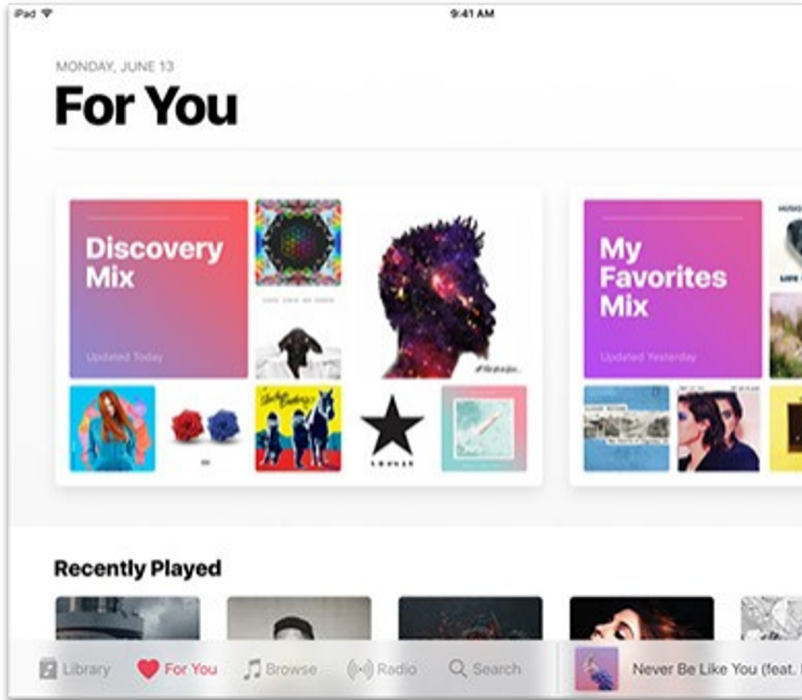 iPad
9:41 AM
MONDAY, JUNE 13
For You
Discovery
Mix
Updated Today
My
Favorites
Mix
Updated Yesterday
Recently Played
Library
For You
Browse
Radio
Search
Never Be Like You (feat.